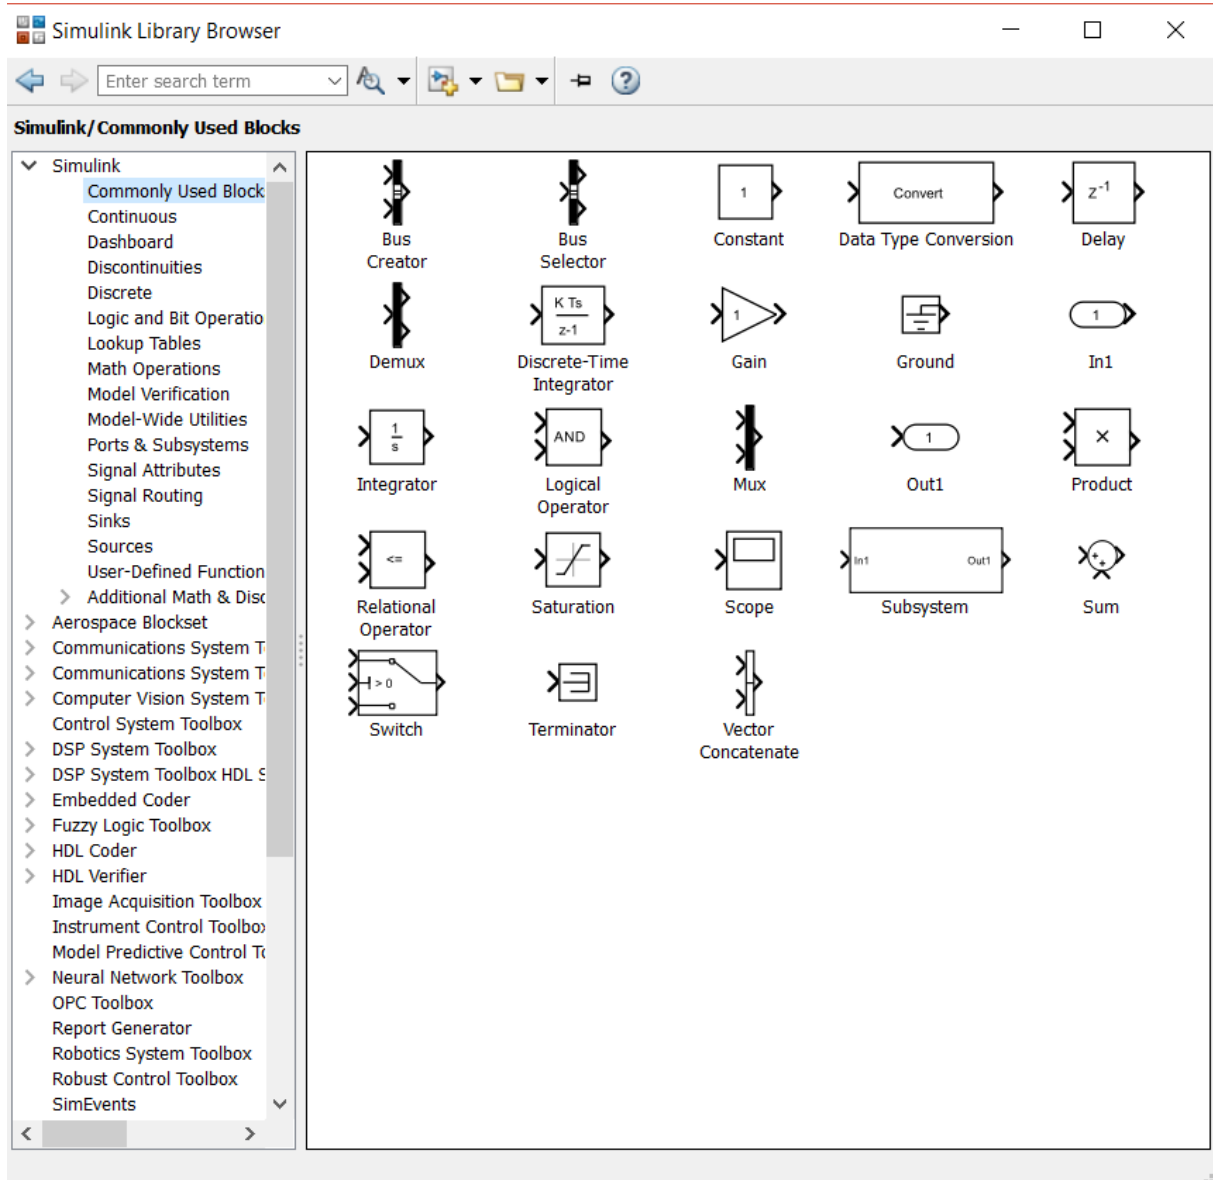 Simulink Library Browser
Enter search term
Simulink/Commonly Used Blocks
Simulink
Commonly Used Block
Continuous
Dashboard
Discontinuities
Discrete
Logic and Bit Operatio
Lookup Tables
Math Operations
Model Verification
Model-Wide Utilities
Ports & Subsystems
Signal Attributes
Signal Routing
Sinks
Sources
User-Defined Function
Additional Math & Disc
Aerospace Blockset
Communications System T
Communications System T
Computer Vision System T
Control System Toolbox
DSP System Toolbox
DSP System Toolbox HDL S
Embedded Coder
Fuzzy Logic Toolbox
HDL Coder
HDL Verifier
Image Acquisition Toolbox
Instrument Control Toolbox
Model Predictive Control To
Neural Network Toolbox
OPC Toolbox
Report Generator
Robotics System Toolbox
Robust Control Toolbox
SimEvents
Bus
Creator
Bus
Selector
1
Constant
Convert
Data Type Conversion
Z-1
Delay
Demux
K Ts
z-1
Discrete-Time
Integrator
1
Gain
Ground
1
In1
1
s
Integrator
AND
Logical
Operator
Mux
1
Out1
×
Product
<=
Relational
Operator
Saturation
Scope
In1 Out1
Subsystem
+
+
Sum
> 0
Switch
Terminator
Vector
Concatenate